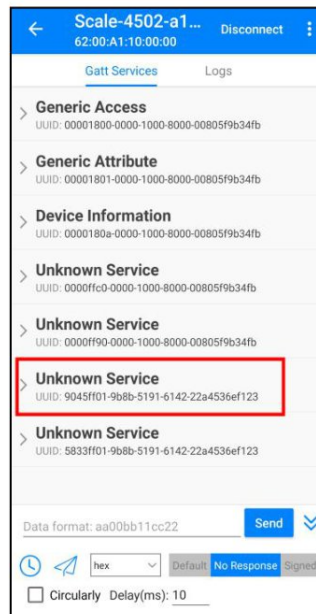 Scale-4502-a1...
62:00:A1:10:00:00
Disconnect
Gatt Services
Logs
Generic Access
UUID: 00001800-0000-1000-8000-00805f9b34fb
Generic Attribute
UUID: 00001801-0000-1000-8000-00805f9b34fb
Device Information
UUID: 0000180a-0000-1000-8000-00805f9b34fb
Unknown Service
UUID: 0000ffc0-0000-1000-8000-00805f9b34fb
Unknown Service
UUID: 0000ff90-0000-1000-8000-00805f9b34fb
Unknown Service
UUID: 9045ff01-9b8b-5191-6142-22a4536ef123
Unknown Service
UUID: 5833ff01-9b8b-5191-6142-22a4536ef123
Data format: aa00bb11cc22
Send
hex
Default
No Response
Signed
Circularly
Delay(ms): 10